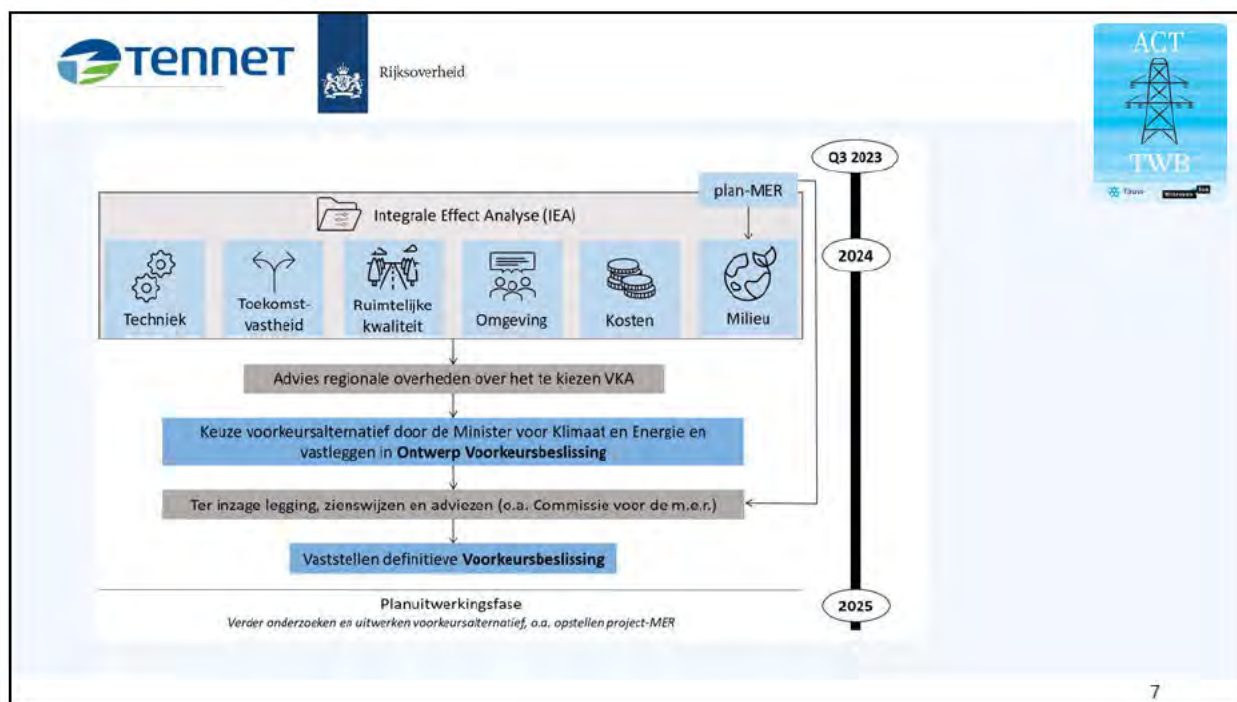 TenneT
Rijksoverheid
ACT
TWB
Tauw
Q3 2023
plan-MER
Integrale Effect Analyse (IEA)
2024
Techniek
Toekomst-
vastheid
Ruimtelijke
kwaliteit
Omgeving
Kosten
Milieu
Advies regionale overheden over het te kiezen VKA
Keuze voorkeursalternatief door de Minister voor Klimaat en Energie en
vastleggen in Ontwerp Voorkeursbeslissing
Ter inzage legging, zienswijzen en adviezen (o.a. Commissie voor de m.e.r.)
Vaststellen definitieve Voorkeursbeslissing
Planuitwerkingsfase
Verder onderzoeken en uitwerken voorkeursalternatief, o.a. opstellen project-MER
2025
7